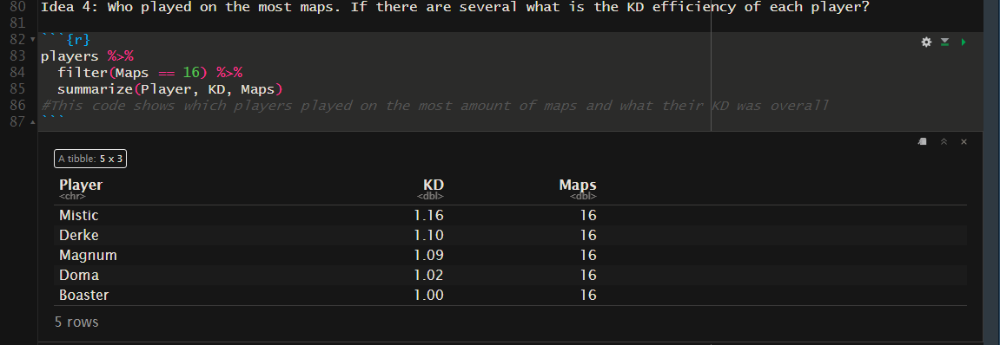 80 Idea 4: Who played on the most maps. If there are several what is the KD efficiency of each player?
81
82 ```{r}
83 players %>%
84 filter(Maps == 16) %>%
85 summarize(Player, KD, Maps)
86 #This code shows which players played on the most amount of maps and what their KD was overall
87 ```
A tibble: 5 x 3
Player KD Maps
<chr> <dbl> <dbl>
Mistic 1.16 16
Derke 1.10 16
Magnum 1.09 16
Doma 1.02 16
Boaster 1.00 16
5 rows